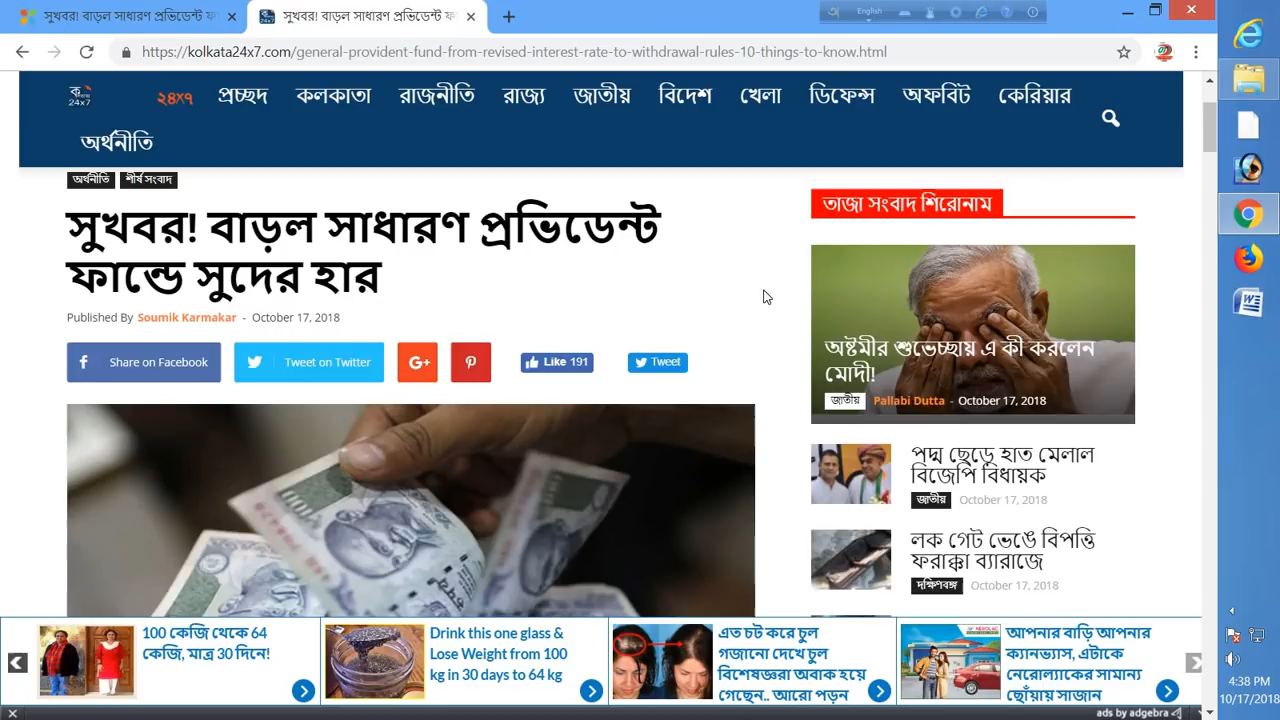 সুখবর! বাড়ল সাধারণ প্রভিডেন্ট ফা
সুখবর! বাড়ল সাধারণ প্রভিডেন্ট ফ
English
https://kolkata24x7.com/general-provident-fund-from-revised-interest-rate-to-withdrawal-rules-10-things-to-know.html
24x7
২৪x৭
প্রচ্ছদ কলকাতা রাজনীতি রাজ্য জাতীয় বিদেশ খেলা ডিফেন্স অফবিট কেরিয়ার
অর্থনীতি
অর্থনীতি শীর্ষ সংবাদ
সুখবর! বাড়ল সাধারণ প্রভিডেন্ট
ফান্ডে সুদের হার
Published By Soumik Karmakar - October 17, 2018
Share on Facebook Tweet on Twitter G+ Like 191 Tweet
তাজা সংবাদ শিরোনাম
অষ্টমীর শুভেচ্ছায় এ কী করলেন
মোদী!
জাতীয় Pallabi Dutta - October 17, 2018
পদ্ম ছেড়ে হাত মেলাল
বিজেপি বিধায়ক
জাতীয় October 17, 2018
লক গেট ভেঙে বিপত্তি
ফরাক্কা ব্যারাজে
দক্ষিণবঙ্গ October 17, 2018
100 কেজি থেকে 64
কেজি, মাত্র 30 দিনে!
Drink this one glass &
Lose Weight from 100
kg in 30 days to 64 kg
এত চট করে চুল
গজানো দেখে চুল
বিশেষজ্ঞরা অবাক হয়ে
গেছেন.. আরো পড়ন
NEROLAC
আপনার বাড়ি আপনার
ক্যানভ্যাস, এটাকে
নেরোল্যাকের সামান্য
ছোঁয়ায় সাজান
ads by adgebra
4:38 PM
10/17/2018